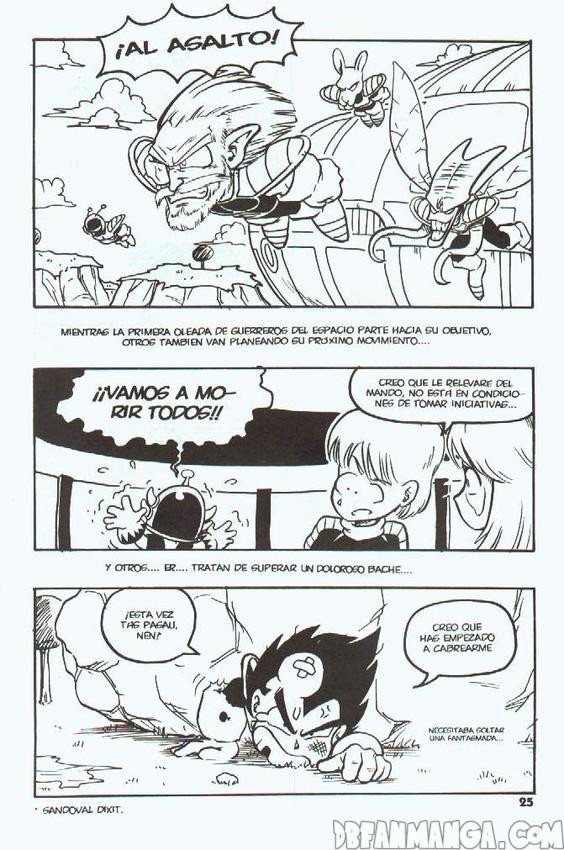 ¡AL ASALTO!
MIENTRAS LA PRIMERA OLEADA DE GUERREROS DEL ESPACIO PARTE HACIA SU OBJETIVO,
OTROS TAMBIEN VAN PLANEANDO SU PRÓXIMO MOVIMIENTO....
¡¡VAMOS A MO-
RIR TODOS!!
CREO QUE LE RELEVARE DEL
MANDO, NO ESTÁ EN CONDICIO-
NES DE TOMAR INICIATIVAS...
Y OTROS.... ER.... TRATAN DE SUPERAR UN DOLOROSO BACHE....
¡ESTA VEZ
T'AS PASAU,
NEN!*
CREO QUE
HAS EMPEZADO
A CABREARME
NECESITABA SOLTAR
UNA FANTASMADA...
* SANDOVAL DIXIT.
25
DBFANMANGA.COM